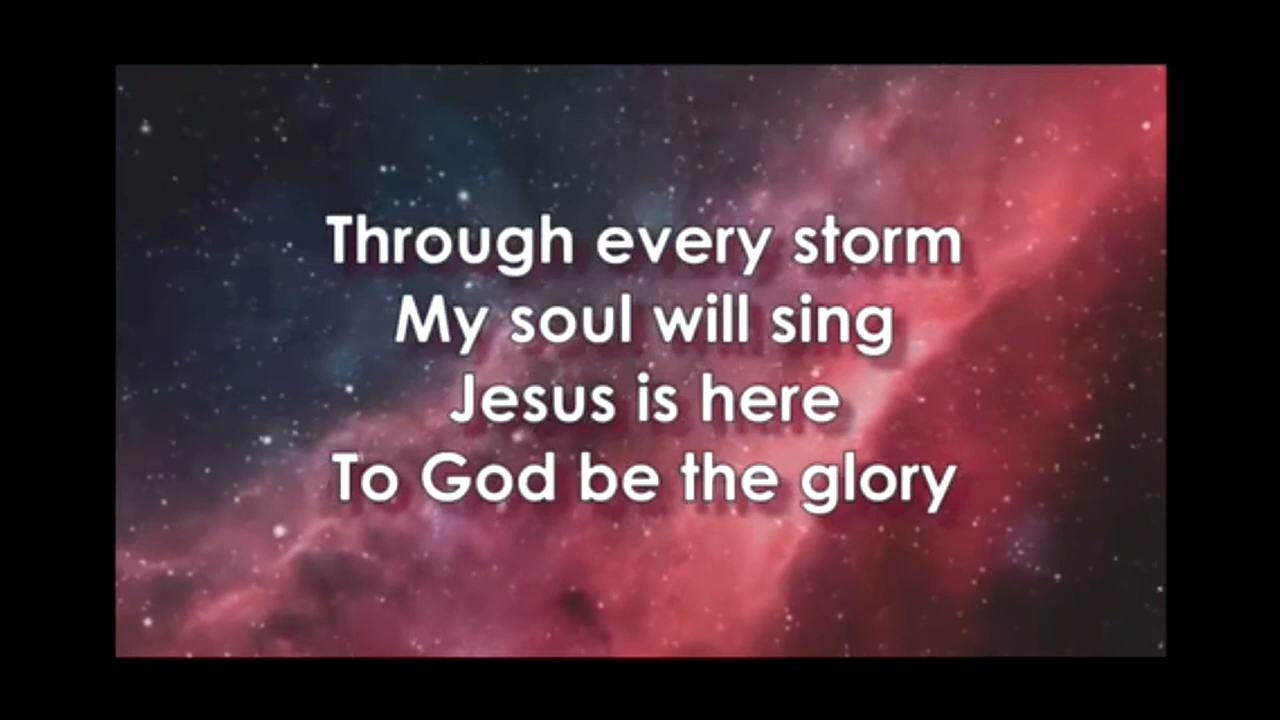 Through every storm
My soul will sing
Jesus is here
To God be the glory